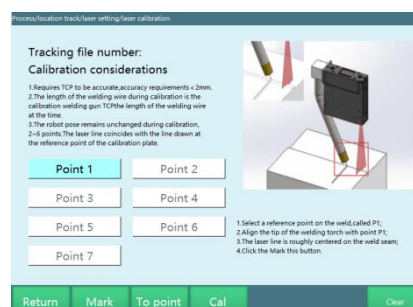 Process/location track/laser setting/laser calibration
Tracking file number:
Calibration considerations
1.Requires TCP to be accurate,accuracy requirements < 2mm.
2.The length of the welding wire during calibration is the
calibration welding gun TCPthe length of the welding wire
at the time.
3.The robot pose remains unchanged during calibration,
2~6 points.The laser line coincides with the line drawn at
the reference point of the calibration plate.
Point 1
Point 2
Point 3
Point 4
Point 5
Point 6
Point 7
1.Select a reference point on the weld,called P1;
2.Align the tip of the welding torch with point P1;
3.The laser line is roughly centered on the weld seam;
4.Click the Mark this button.
Return
Mark
To point
Cal
Clear